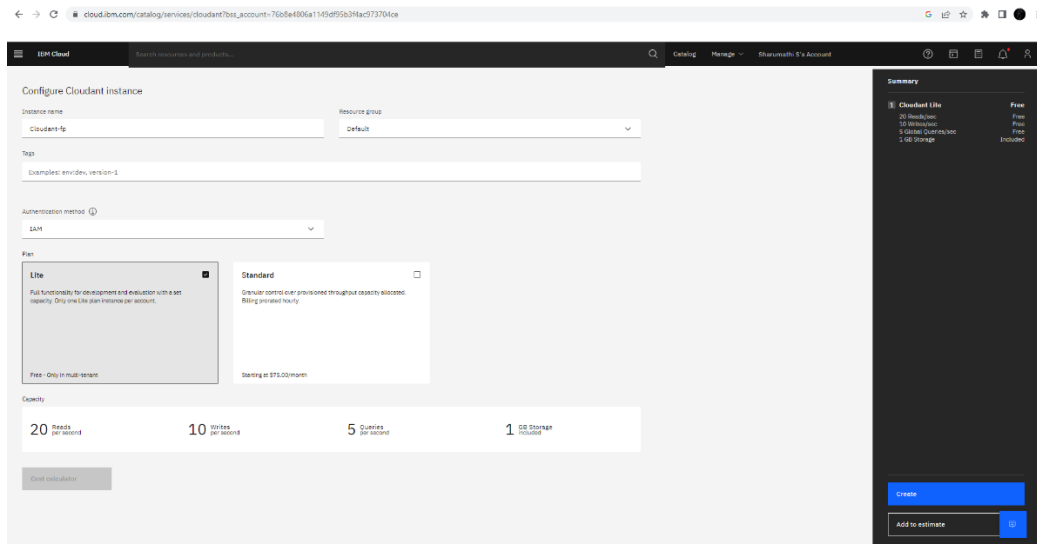 cloud.ibm.com/catalog/services/cloudant?bss_account=76b8e4806a1149df95b3f4ac973704ce
IBM Cloud
Search resources and products...
Catalog
Manage
Sharumathi S's Account
Configure Cloudant instance
Instance name
Resource group
Cloudant-fp
Default
Tags
Examples: env:dev, version-1
Authentication method
IAM
Plan
Lite
Full functionality for development and evaluation with a set
capacity. Only one Lite plan instance per account.
Free - Only in multi-tenant
Standard
Granular control over provisioned throughput capacity allocated.
Billing prorated hourly.
Starting at $75.00/month
Capacity
20 Reads per second
10 Writes per second
5 Queries per second
1 GB Storage included
Cost calculator
Summary
1 Cloudant Lite Free
20 Reads/sec Free
10 Writes/sec Free
5 Global Queries/sec Free
1 GB Storage Included
Create
Add to estimate